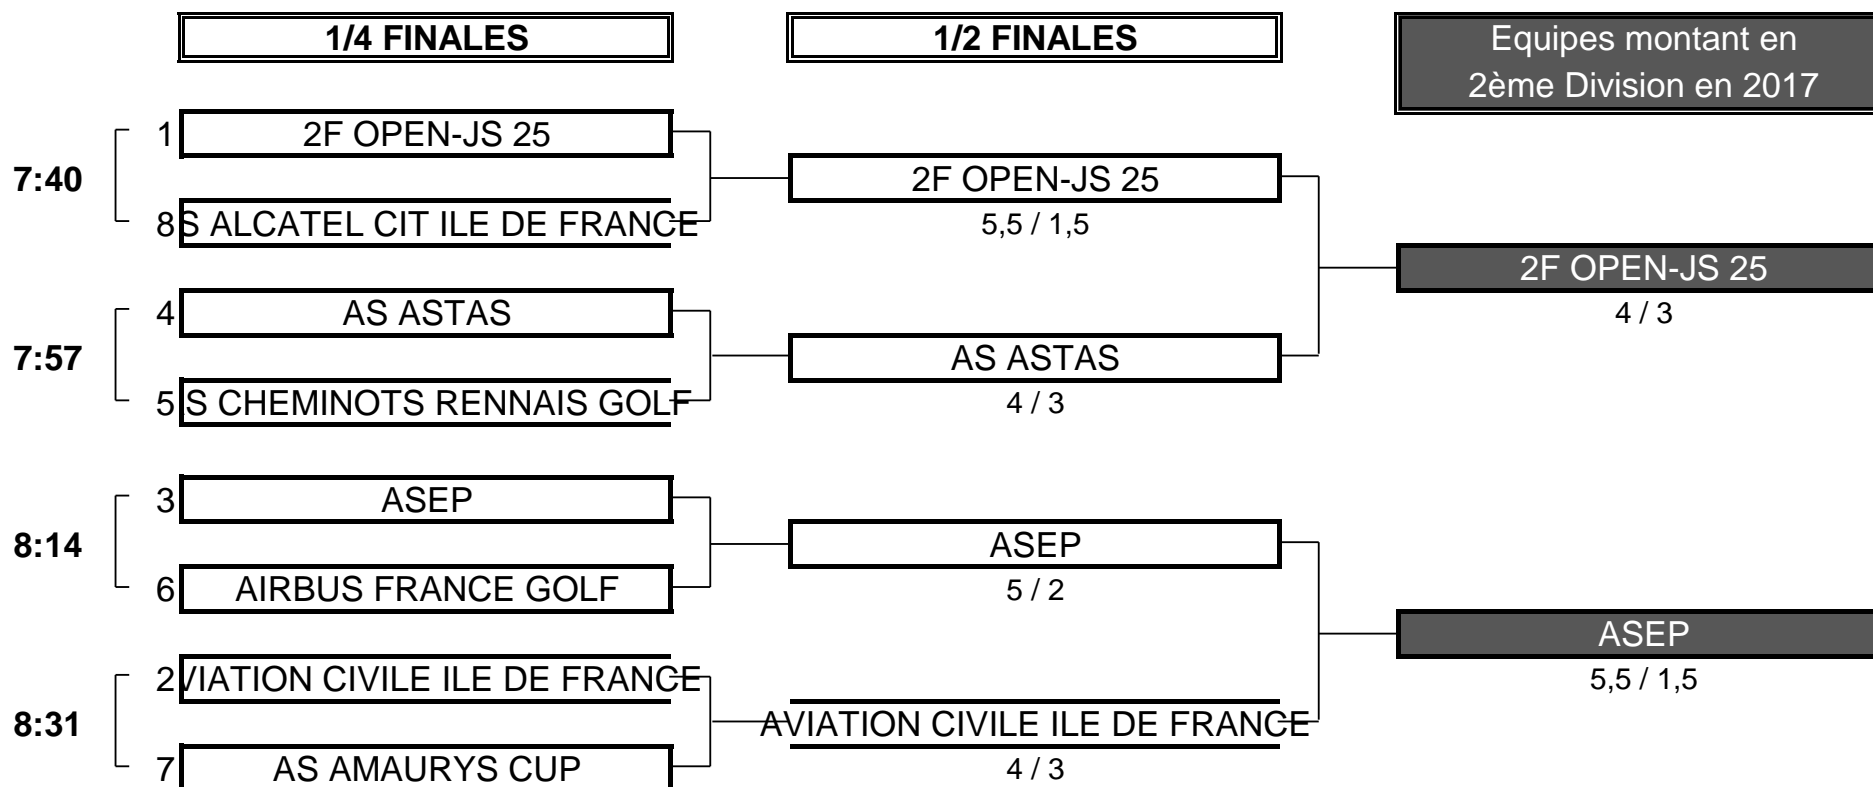 1/4 FINALES
1/2 FINALES
Equipes montant en
2ème Division en 2017
7:40
1 2F OPEN-JS 25
8 S ALCATEL CIT ILE DE FRANCE
2F OPEN-JS 25
5,5 / 1,5
7:57
4 AS ASTAS
5 S CHEMINOTS RENNAIS GOLF
AS ASTAS
4 / 3
2F OPEN-JS 25
4 / 3
8:14
3 ASEP
6 AIRBUS FRANCE GOLF
ASEP
5 / 2
8:31
2 VIATION CIVILE ILE DE FRANCE
7 AS AMAURYS CUP
AVIATION CIVILE ILE DE FRANCE
4 / 3
ASEP
5,5 / 1,5